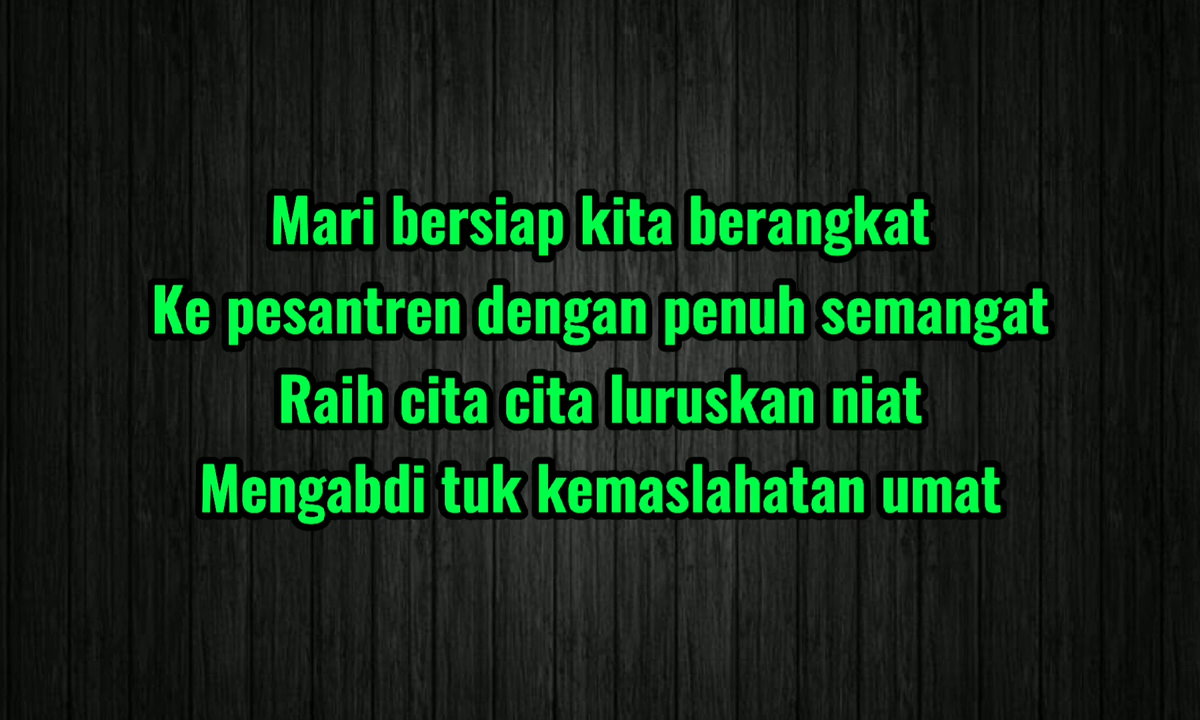 Mari bersiap kita berangkat
Ke pesantren dengan penuh semangat
Raih cita cita luruskan niat
Mengabdi tuk kemaslahatan umat